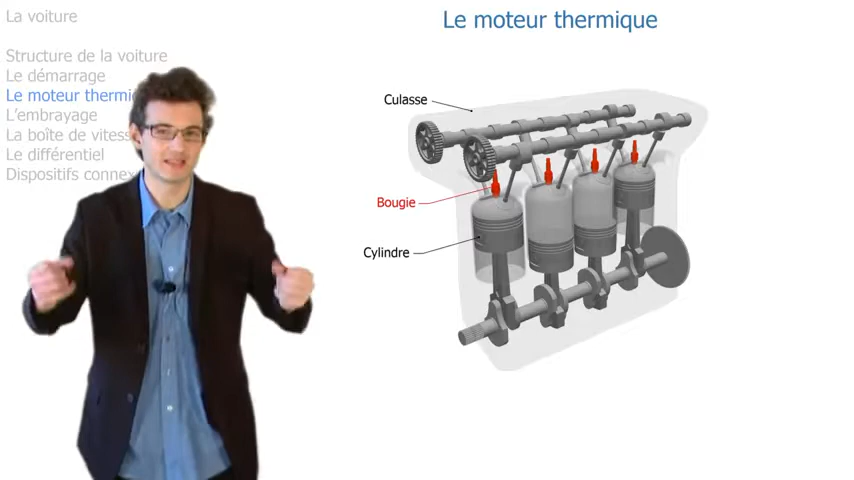 La voiture
Le moteur thermique
Structure de la voiture
Le démarrage
Le moteur
L'embrayage
La boîte de
Le différentiel
Dispositifs
Culasse
Bougie
Cylindre